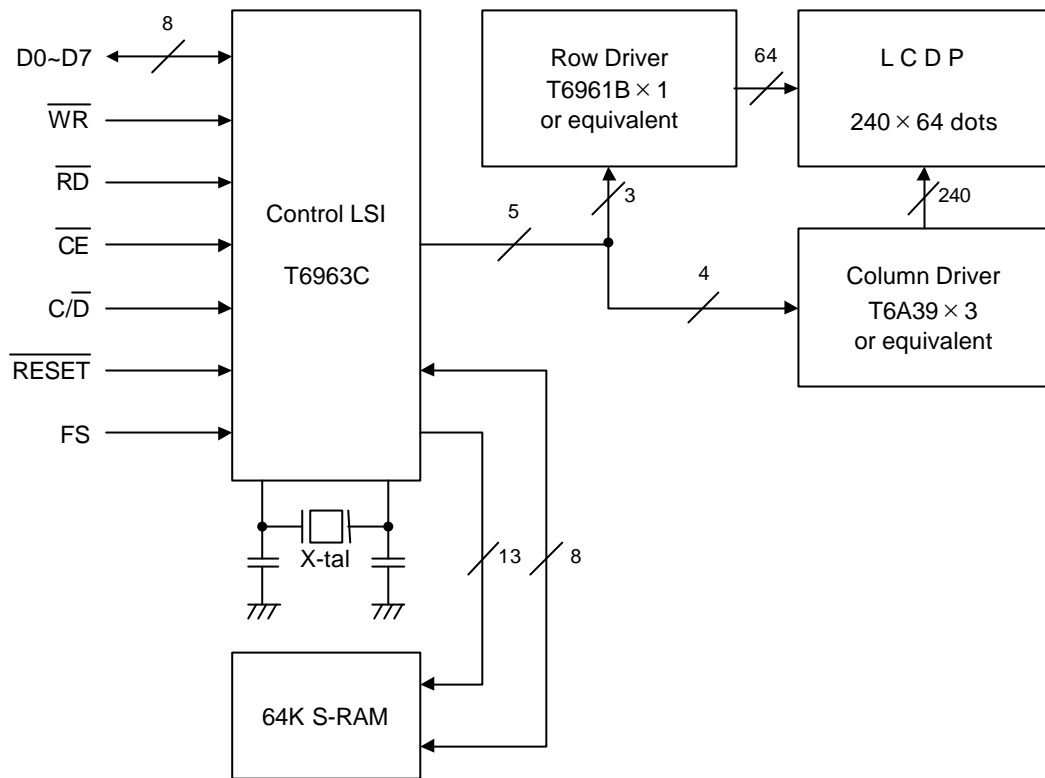 D0~D7
8
WR
RD
CE
C/D
RESET
FS
Control LSI
T6963C
X-tal
5
3
4
13
8
64K S-RAM
Row Driver
T6961B × 1
or equivalent
64
L C D P
240 × 64 dots
240
Column Driver
T6A39 × 3
or equivalent